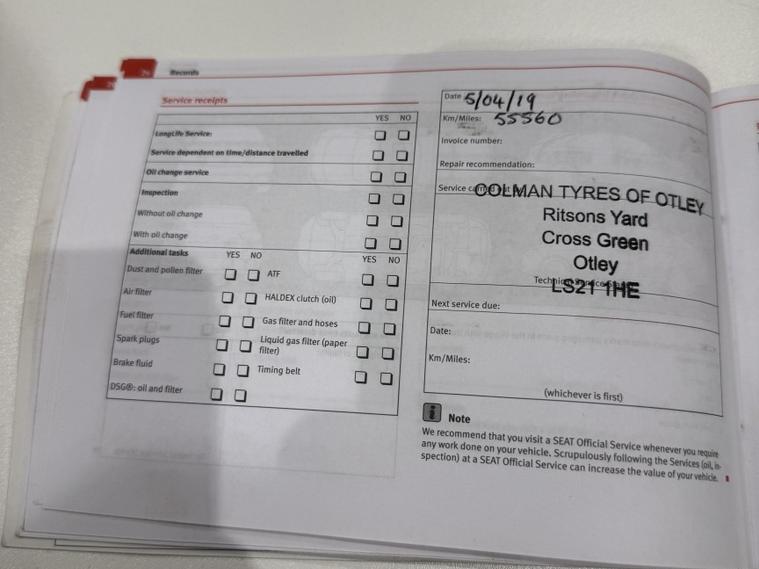 Records
Service receipts
YES NO
LongLife Service:
Service dependent on time/distance travelled
Oil change service
Inspection
Without oil change
With oil change
Additional tasks YES NO YES NO
Dust and pollen filter ATF
Air filter HALDEX clutch (oil)
Fuel filter Gas filter and hoses
Spark plugs Liquid gas filter (paper
filter)
Brake fluid Timing belt
DSG®: oil and filter
Date 5/04/19
Km/Miles: 55560
Invoice number:
Repair recommendation:
Service
COLMAN TYRES OF OTLEY
Ritsons Yard
Cross Green
Otley
LS21 1HE
Next service due:
Date:
Km/Miles:
(whichever is first)
Note
We recommend that you visit a SEAT Official Service whenever you require
any work done on your vehicle. Scrupulously following the Services (oil, in-
spection) at a SEAT Official Service can increase the value of your vehicle.